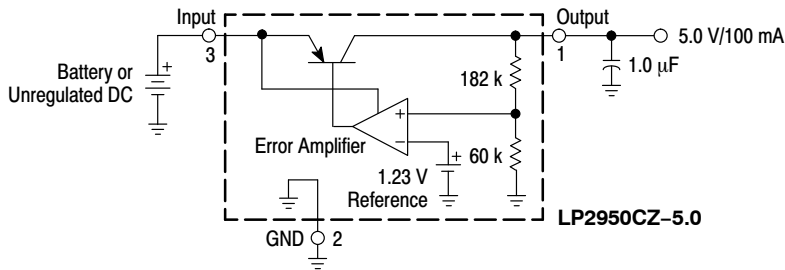 Input
3
Output
1
5.0 V/100 mA
1.0 µF
Battery or
Unregulated DC
+
182 k
Error Amplifier
+
−
60 k
+
1.23 V
Reference
GND 2
LP2950CZ−5.0